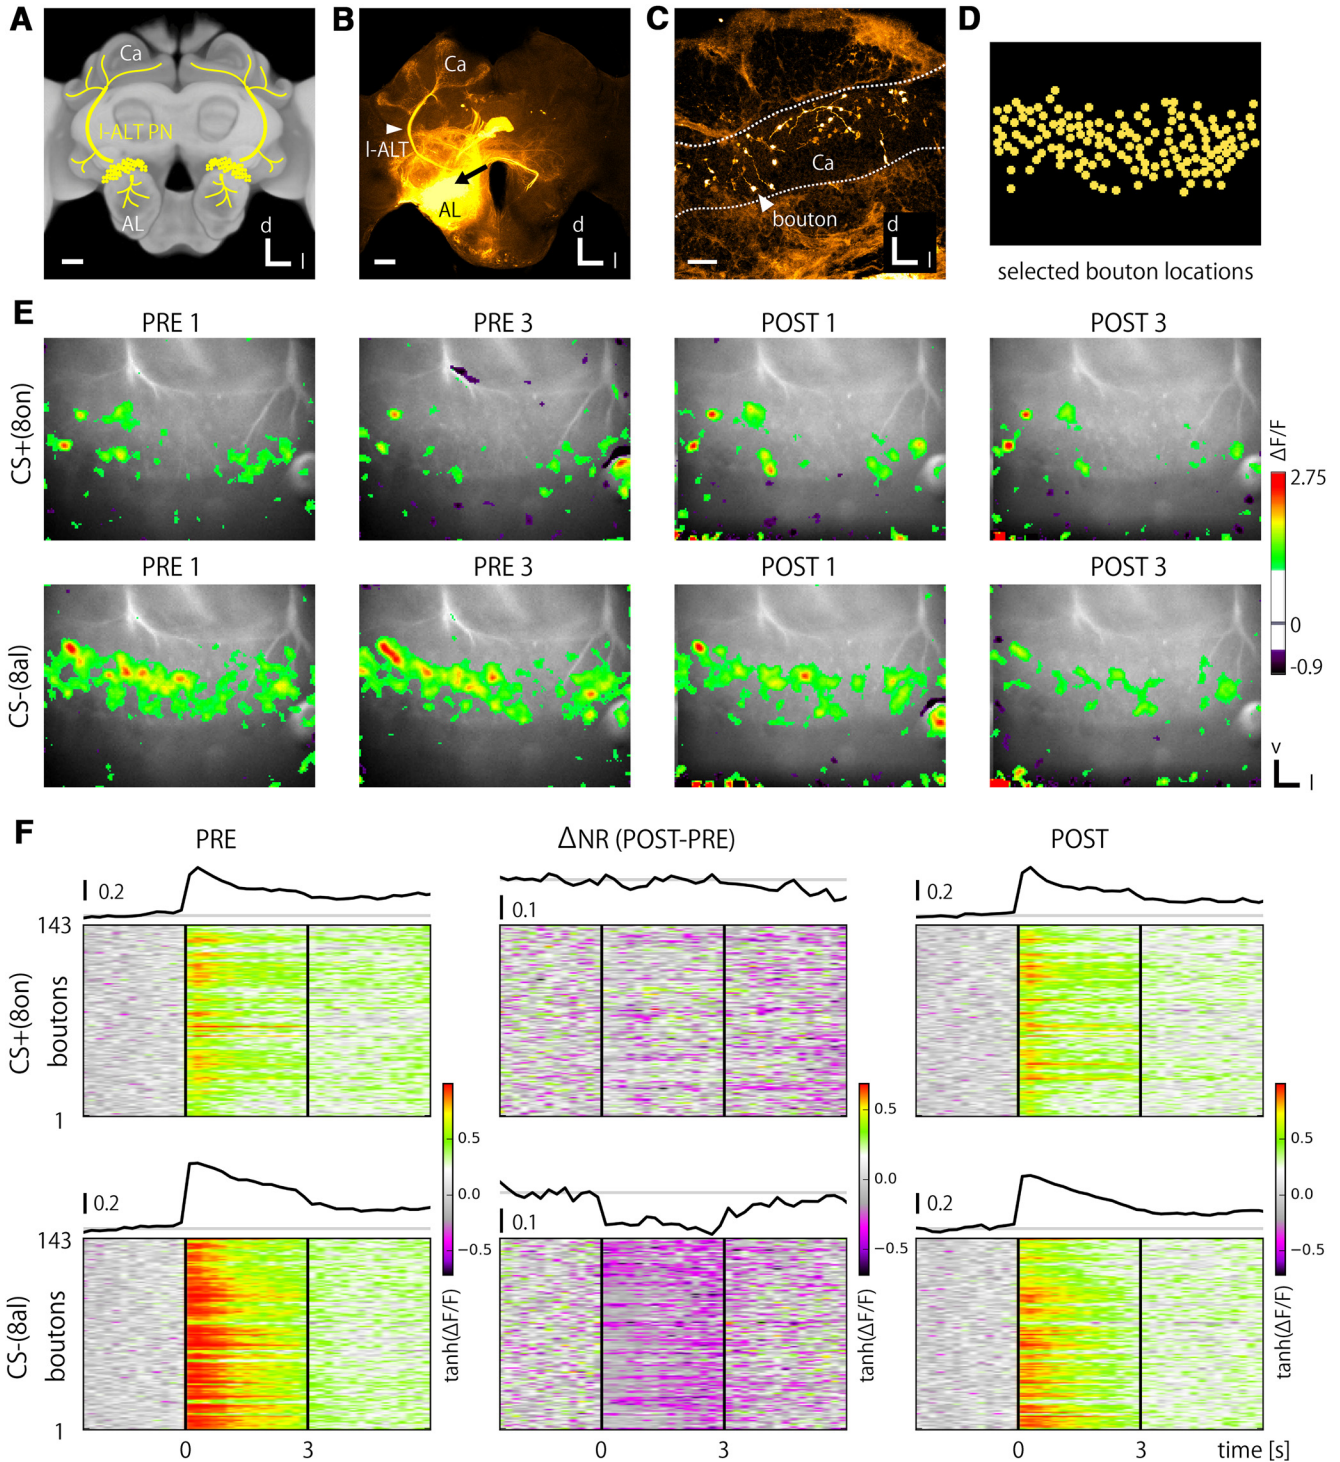 A
B
C
D
Ca
l-ALT PN
AL
d
l
Ca
l-ALT
AL
d
l
Ca
bouton
d
l
selected bouton locations
E
PRE 1
PRE 3
POST 1
POST 3
CS+(8on)
ΔF/F
2.75
0
-0.9
PRE 1
PRE 3
POST 1
POST 3
CS-(8al)
v
l
F
PRE
ΔNR (POST-PRE)
POST
0.2
0.1
0.2
CS+(8on)
boutons
143
1
0.5
0.0
−0.5
tanh(ΔF/F)
0.5
0.0
−0.5
tanh(ΔF/F)
0.5
0.0
−0.5
tanh(ΔF/F)
0.2
0.1
0.2
CS-(8al)
boutons
143
1
0
3
0
3
0
3
time [s]